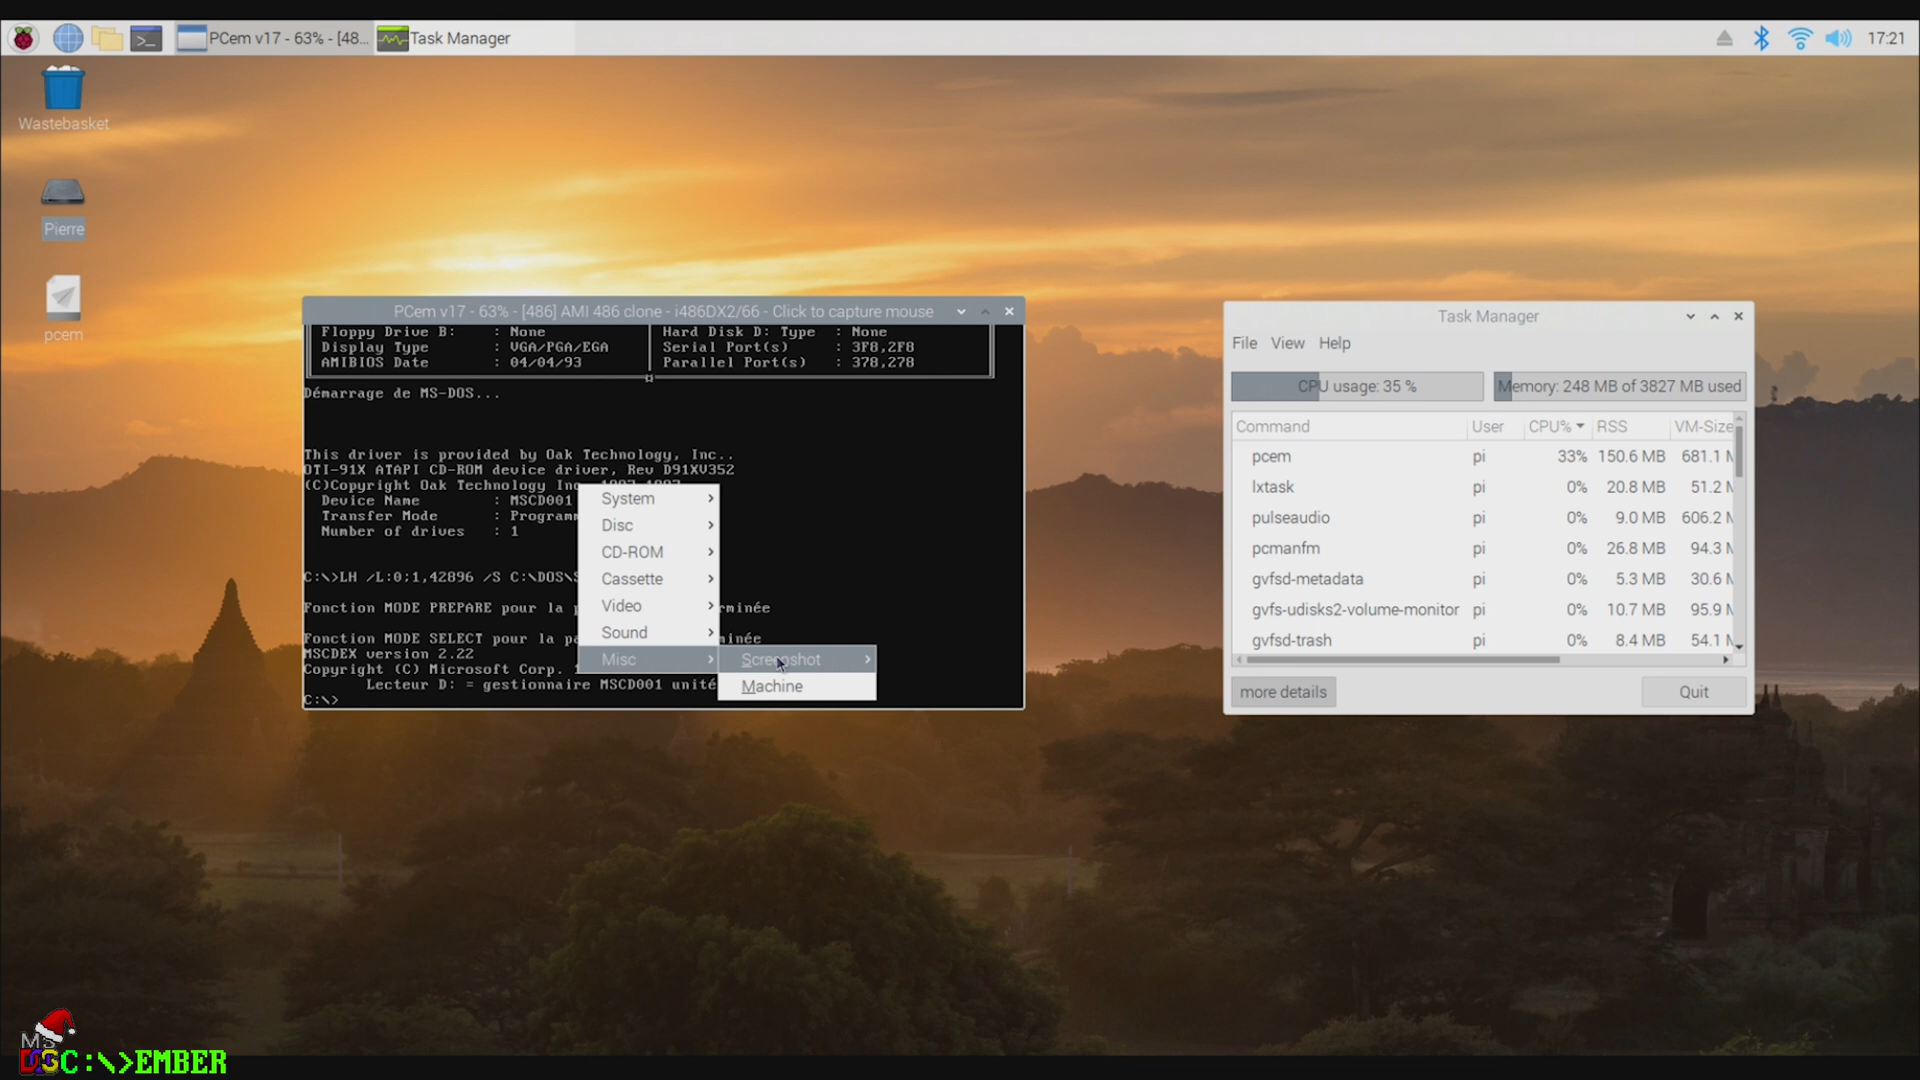 PCem v17 - 63% - [48...
Task Manager
17:21
Wastebasket
Pierre
pcem
PCem v17 - 63% - [486] AMI 486 clone - i486DX2/66 - Click to capture mouse
Floppy Drive B: : None Hard Disk D: Type : None
Display Type : VGA/PGA/EGA Serial Port(s) : 3F8,2F8
AMIBIOS Date : 04/04/93 Parallel Port(s) : 378,278
Démarrage de MS-DOS...
This driver is provided by Oak Technology, Inc..
OTI-91X ATAPI CD-ROM device driver, Rev D91XV352
(C)Copyright Oak Technology Inc
Device Name : MSCD001
Transfer Mode : Programm
Number of drives : 1
C:\>LH /L:0;1,42896 /S C:\DOS\S
Fonction MODE PREPARE pour la p rminée
Fonction MODE SELECT pour la pa inée
MSCDEX version 2.22
Copyright (C) Microsoft Corp.
Lecteur D: = gestionnaire MSCD001 unité
C:\>
System
Disc
CD-ROM
Cassette
Video
Sound
Misc
Screenshot
Machine
Task Manager
File View Help
CPU usage: 35 % Memory: 248 MB of 3827 MB used
Command User CPU% RSS VM-Size
pcem pi 33% 150.6 MB 681.1 M
lxtask pi 0% 20.8 MB 51.2 M
pulseaudio pi 0% 9.0 MB 606.2 M
pcmanfm pi 0% 26.8 MB 94.3 M
gvfsd-metadata pi 0% 5.3 MB 30.6 M
gvfs-udisks2-volume-monitor pi 0% 10.7 MB 95.9 M
gvfsd-trash pi 0% 8.4 MB 54.1 M
more details Quit
MS
DOSC:\>EMBER